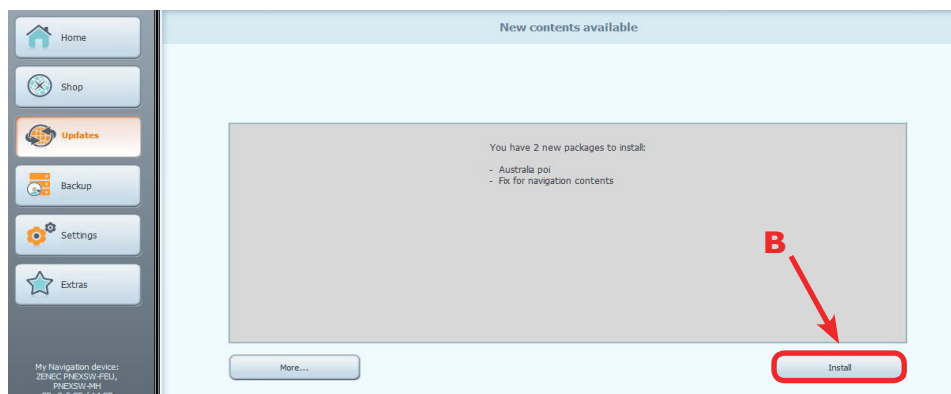 New contents available
Home
Shop
Updates
Backup
Settings
Extras
You have 2 new packages to install:
- Australia poi
- Fix for navigation contents
B
More...
Install
My Navigation device:
ZENEC PNEXSW-FEU,
PNEXSW-MH